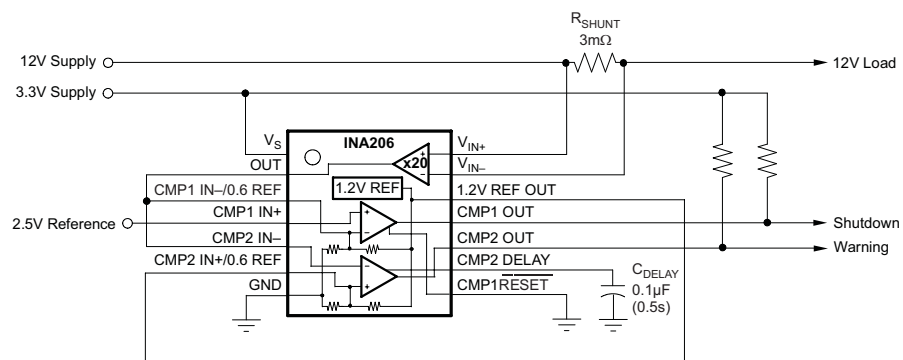 R_SHUNT
3mΩ
12V Supply
12V Load
3.3V Supply
V_S
INA206
V_IN+
OUT
x20
+
–
V_IN–
CMP1 IN–/0.6 REF
1.2V REF
1.2V REF OUT
2.5V Reference
CMP1 IN+
+
–
CMP1 OUT
Shutdown
CMP2 IN–
CMP2 OUT
Warning
CMP2 IN+/0.6 REF
–
+
CMP2 DELAY
C_DELAY
GND
CMP1 RESET
0.1µF
(0.5s)